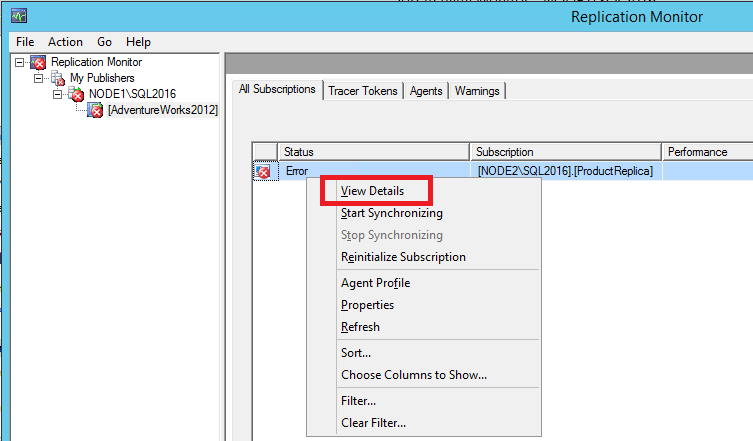 Replication Monitor
File Action Go Help
Replication Monitor
My Publishers
NODE1\SQL2016
[AdventureWorks2012]
All Subscriptions Tracer Tokens Agents Warnings
Status Subscription Performance
Error [NODE2\SQL2016].[ProductReplica]
View Details
Start Synchronizing
Stop Synchronizing
Reinitialize Subscription
Agent Profile
Properties
Refresh
Sort...
Choose Columns to Show...
Filter...
Clear Filter...